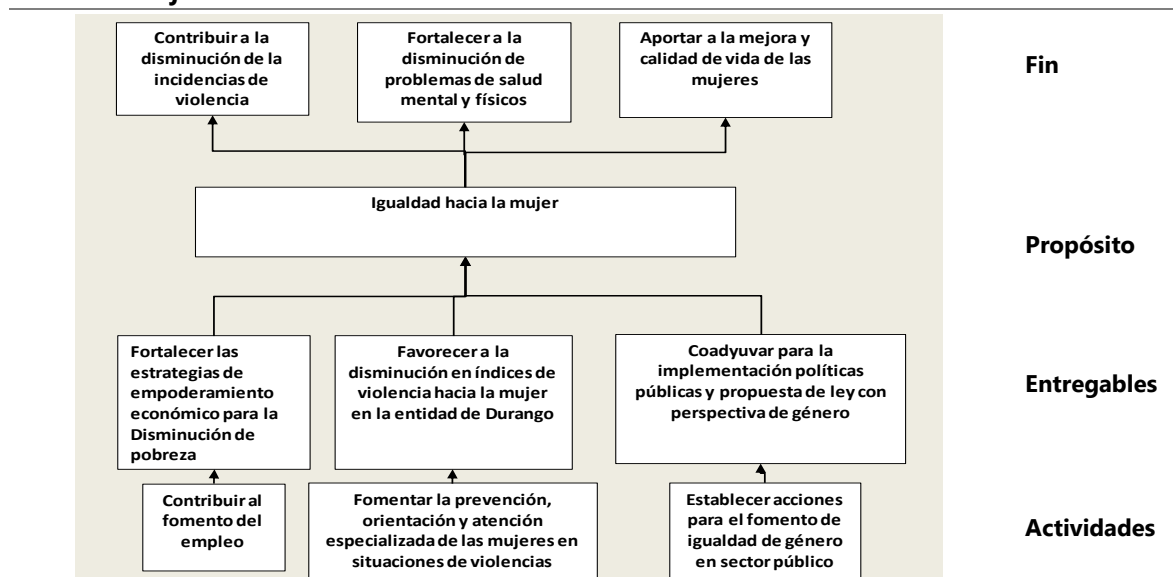 Contribuir a la
disminución de la
incidencias de
violencia
Fortalecer a la
disminución de
problemas de salud
mental y físicos
Aportar a la mejora y
calidad de vida de las
mujeres
Fin
Igualdad hacia la mujer
Propósito
Fortalecer las
estrategias de
empoderamiento
económico para la
Disminución de
pobreza
Favorecer a la
disminución en índices de
violencia hacia la mujer
en la entidad de Durango
Coadyuvar para la
implementación políticas
públicas y propuesta de ley con
perspectiva de género
Entregables
Contribuir al
fomento del
empleo
Fomentar la prevención,
orientación y atención
especializada de las mujeres en
situaciones de violencias
Establecer acciones
para el fomento de
igualdad de género
en sector público
Actividades